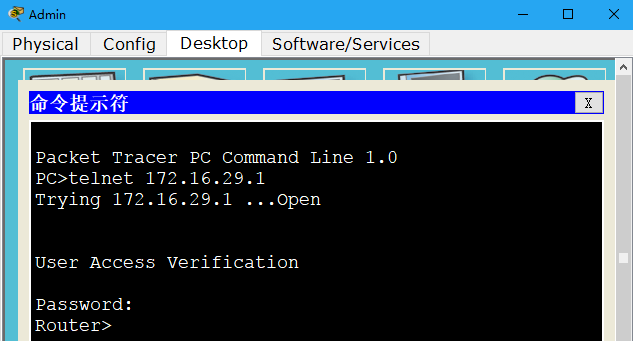 Admin
Physical Config Desktop Software/Services
命令提示符 X
Packet Tracer PC Command Line 1.0
PC>telnet 172.16.29.1
Trying 172.16.29.1 ...Open
User Access Verification
Password:
Router>